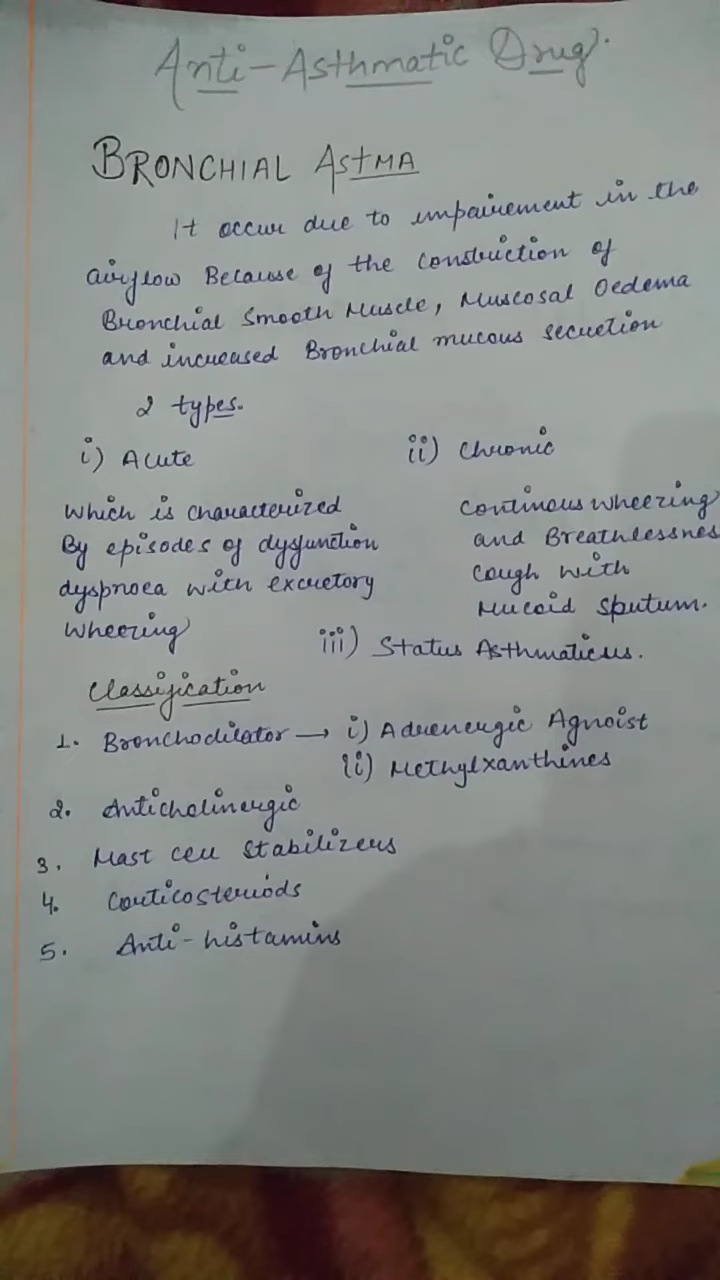 Anti-Asthmatic Drug.
BRONCHIAL ASTMA
It occur due to impairement in the
airflow Because of the constriction of
Bronchial Smooth Muscle, Muscosal Oedema
and increased Bronchial mucous secretion
2 types.
i) Acute
which is characterized
By episodes of dysfunction
dyspnoea with excretory
wheezing
ii) Chronic
Continous wheezing
and Breathlessnes
cough with
Mucoid Sputum.
iii) Status Asthmaticus.
Classification
1. Bronchodilator → i) Adrenergic Agnoist
ii) Methylxanthines
2. Anticholinergic
3. Mast cell Stabilizers
4. Corticosteriods
5. Anti-histamins